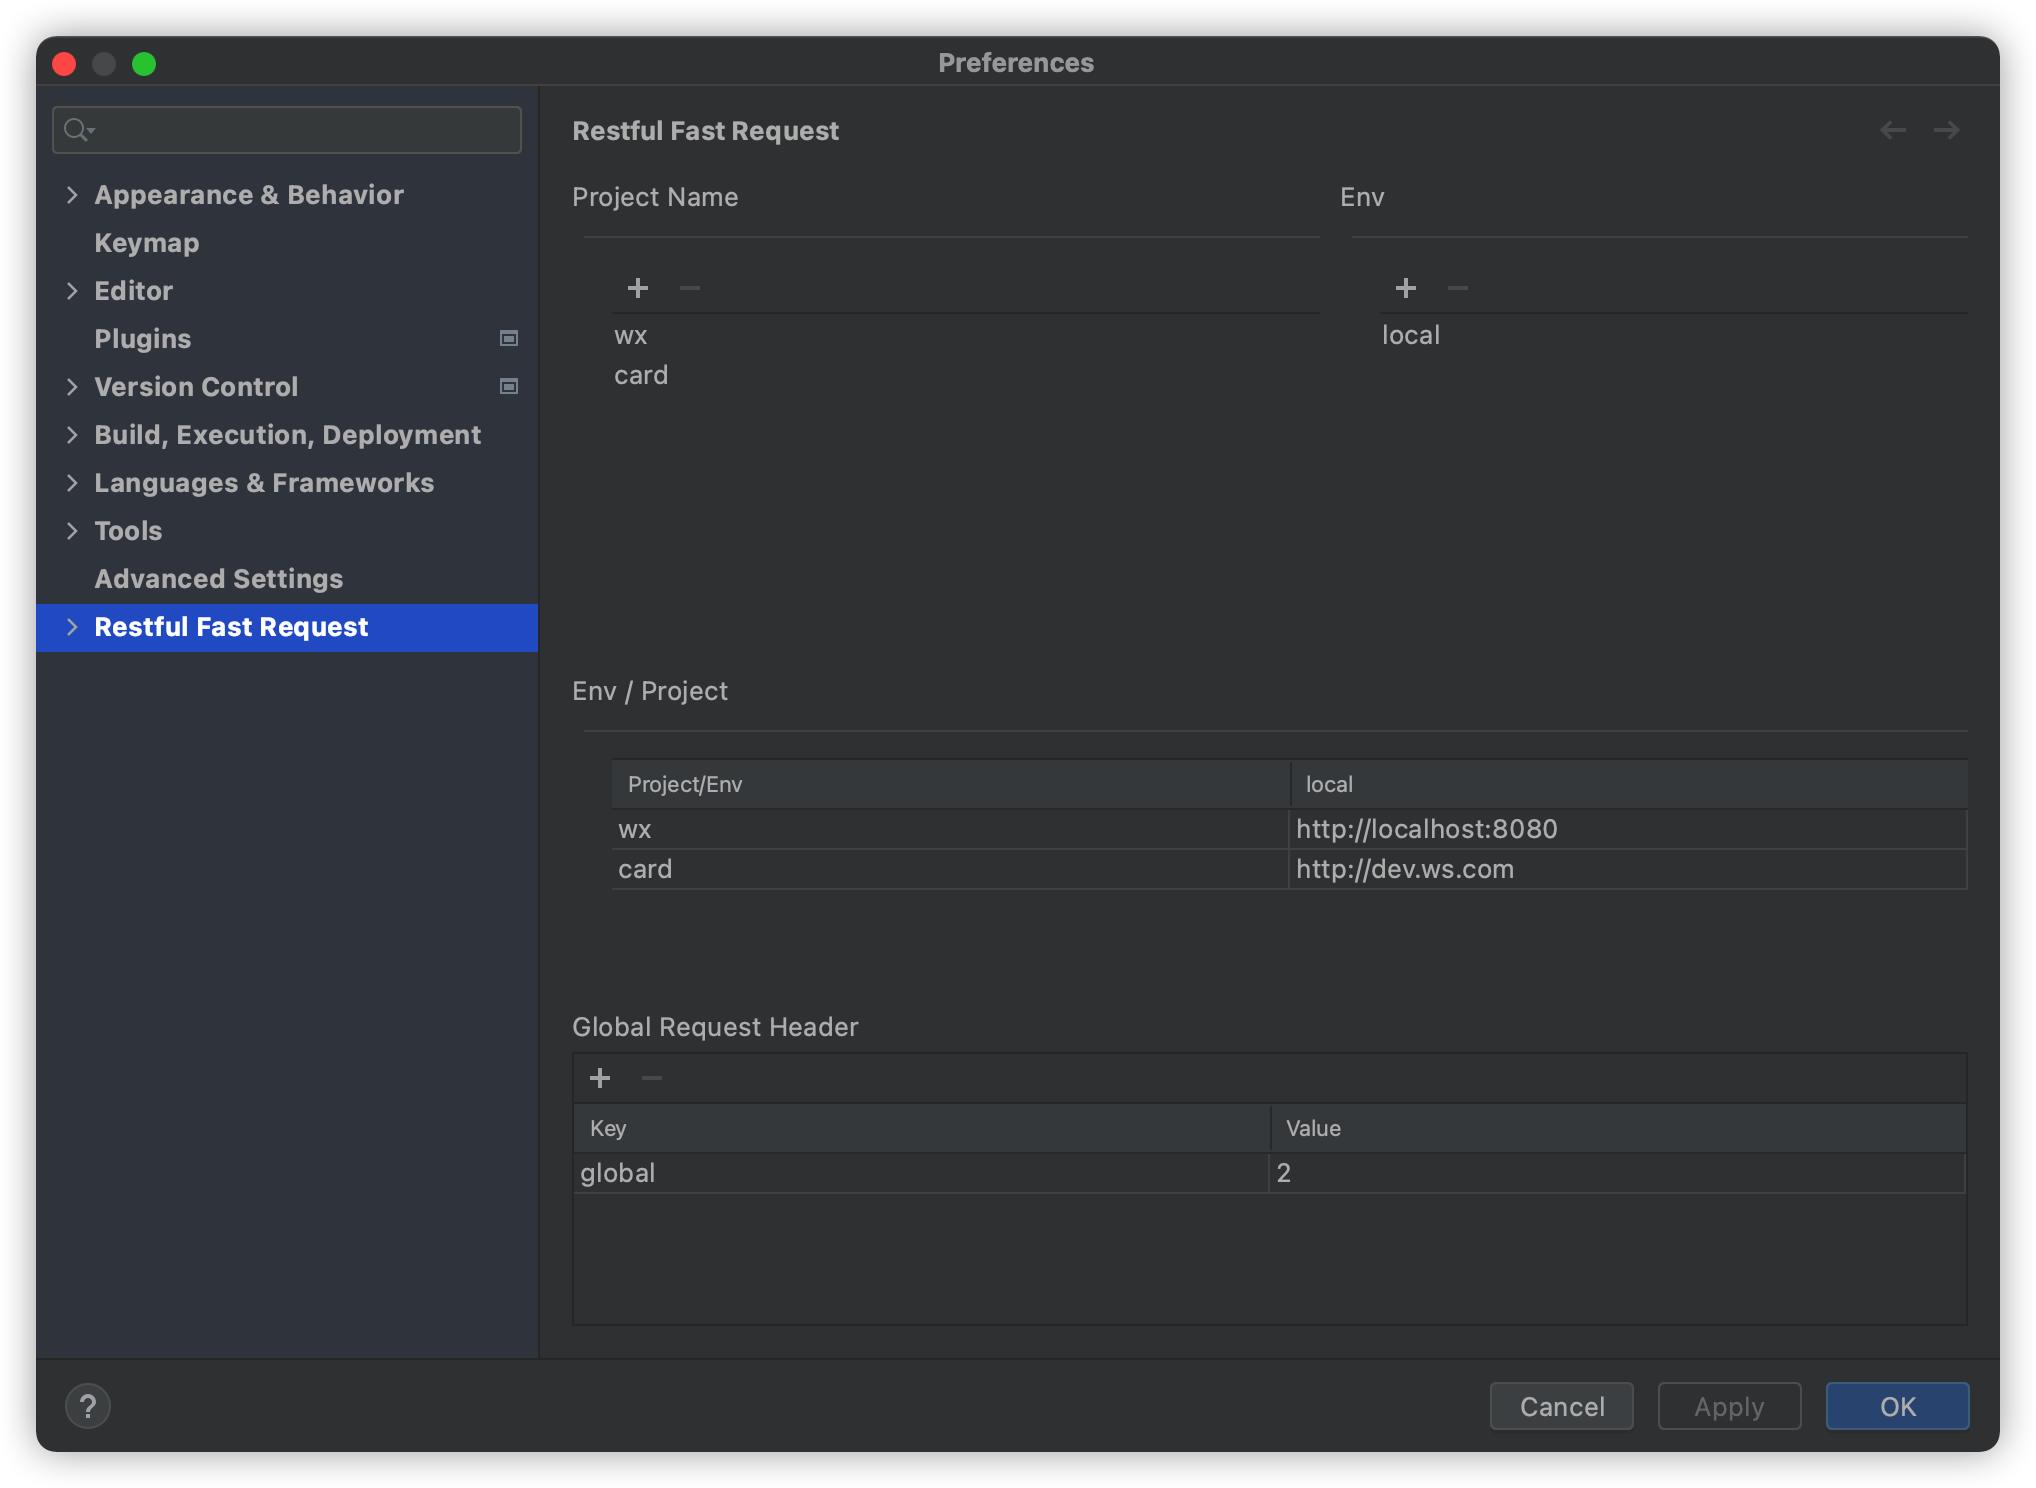 Preferences
Appearance & Behavior
Keymap
Editor
Plugins
Version Control
Build, Execution, Deployment
Languages & Frameworks
Tools
Advanced Settings
Restful Fast Request
Restful Fast Request
Project Name
Env
wx
card
local
Env / Project
Project/Env local
wx http://localhost:8080
card http://dev.ws.com
Global Request Header
Key Value
global 2
? Cancel Apply OK